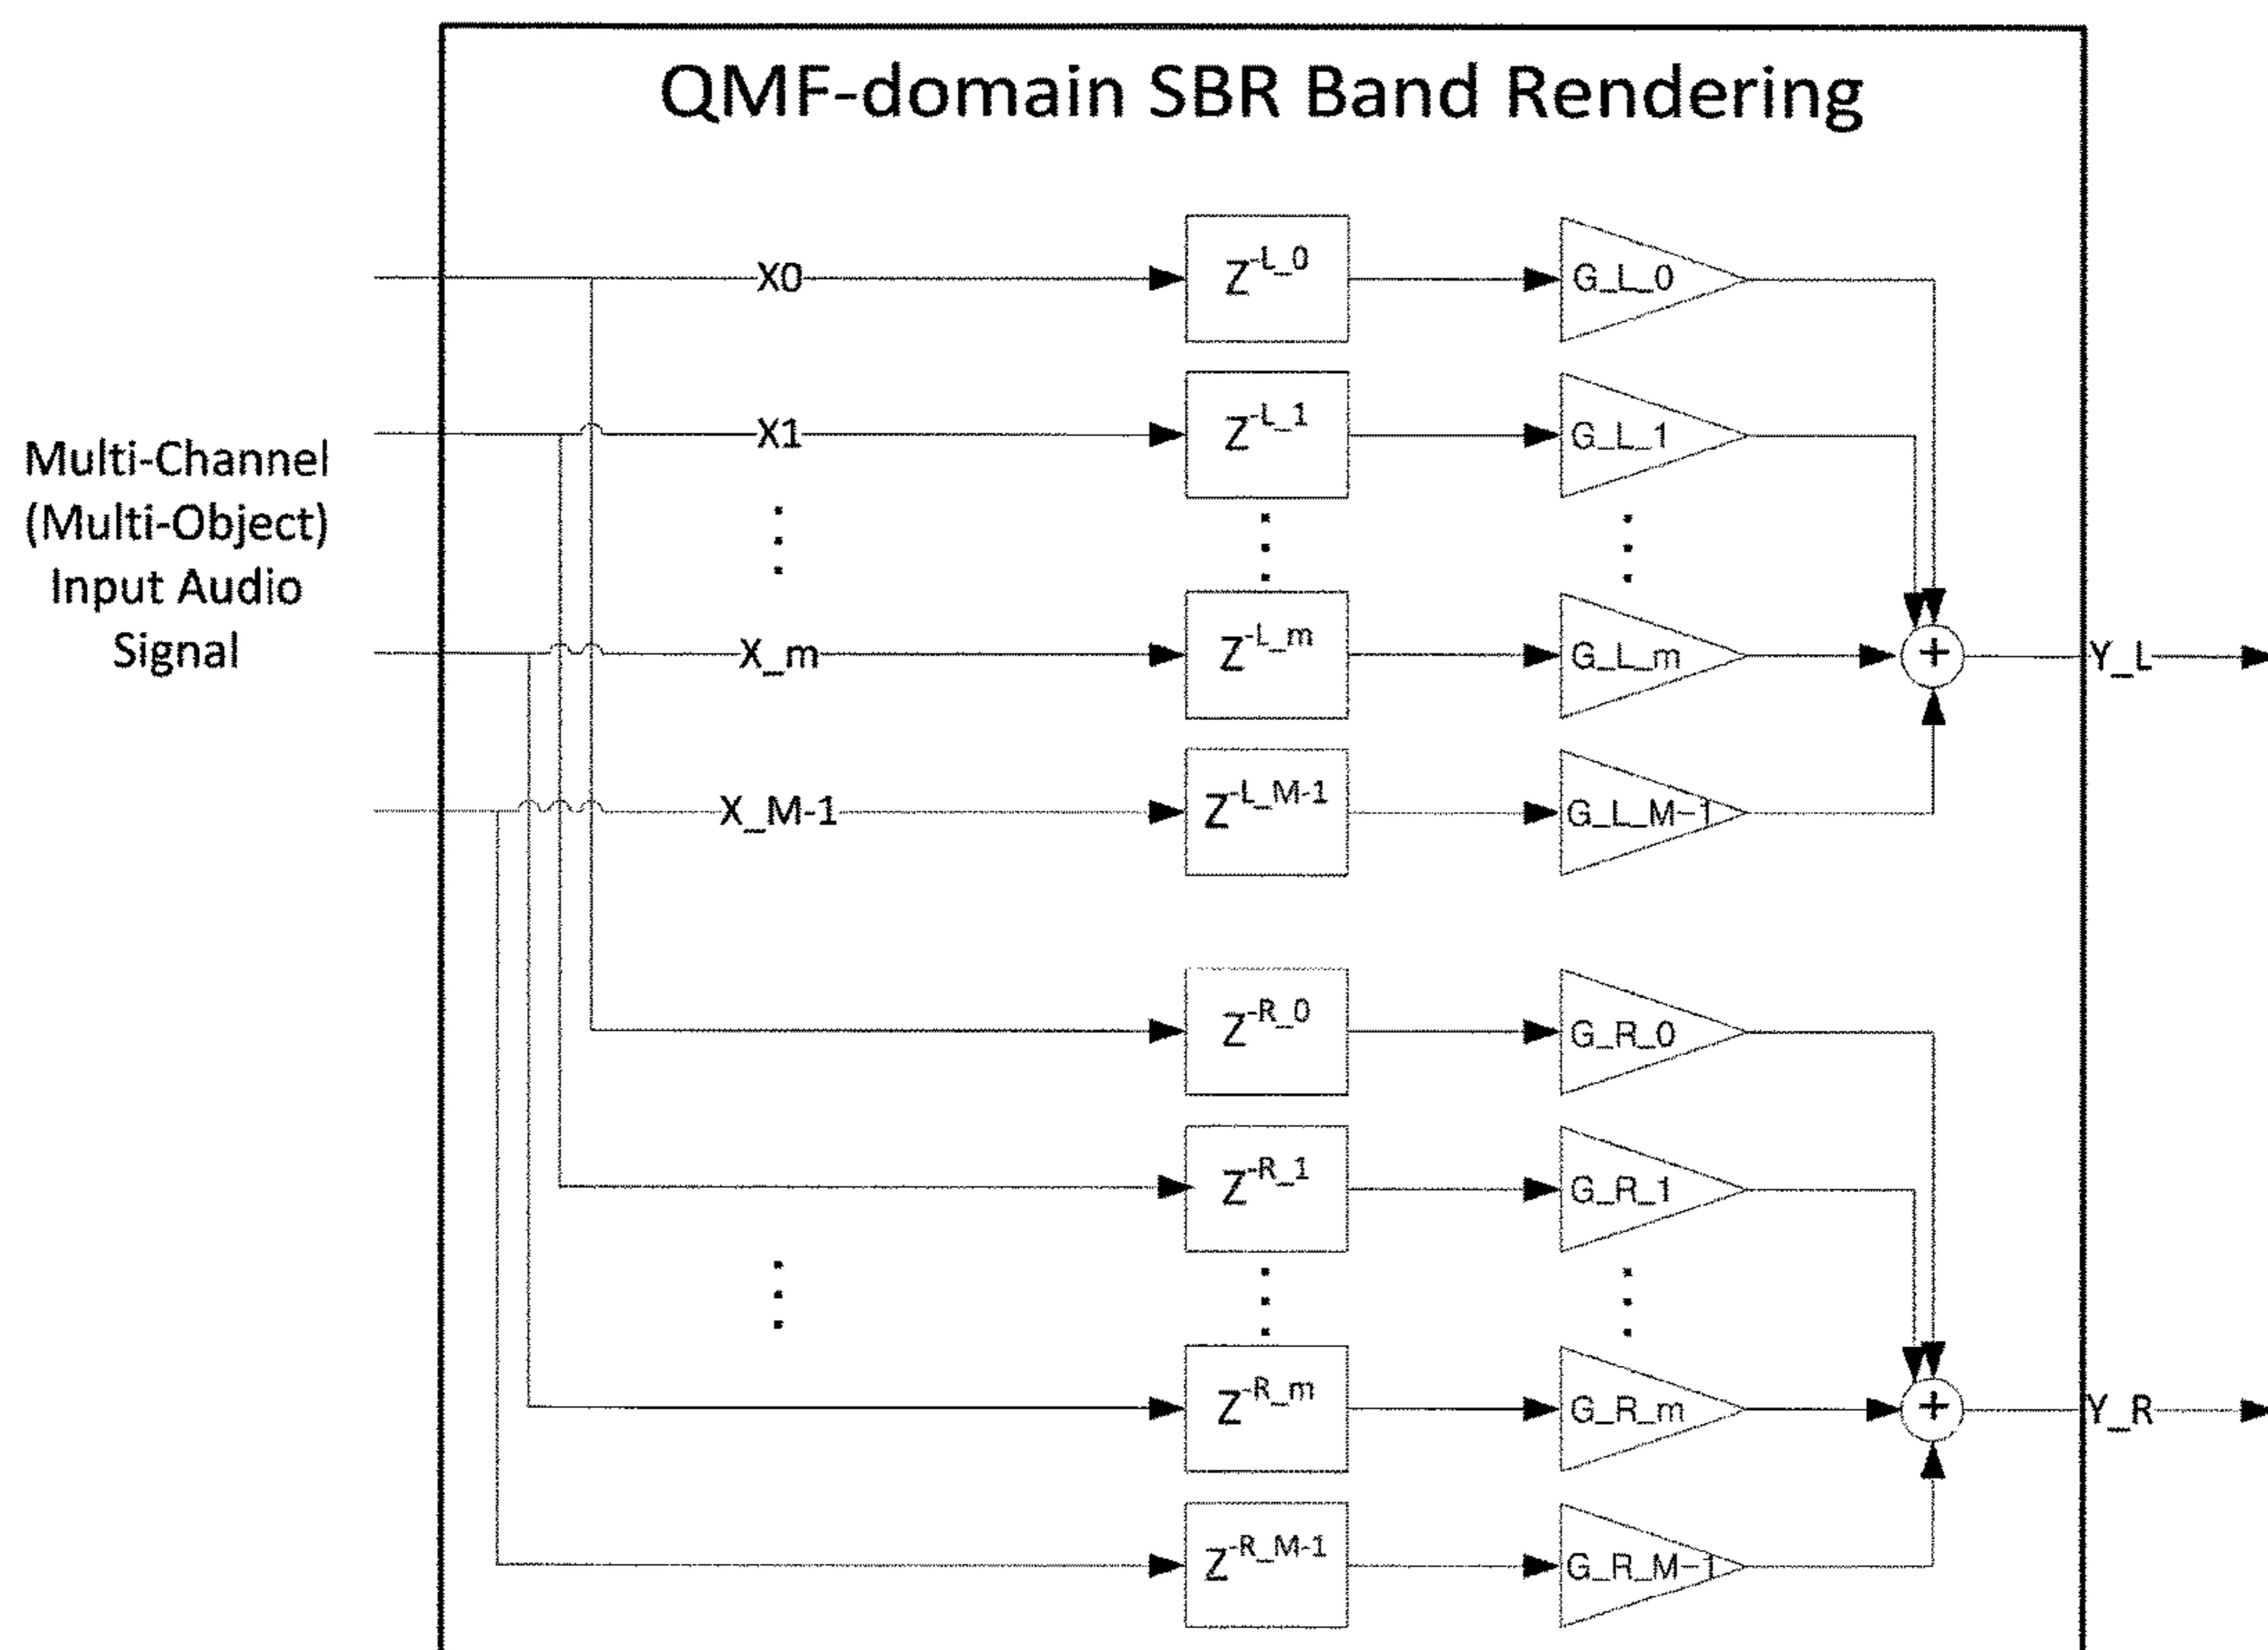 QMF-domain SBR Band Rendering
Multi-Channel
(Multi-Object)
Input Audio
Signal
X0
Z-L_0
G_L_0
X1
Z-L_1
G_L_1
X_m
Z-L_m
G_L_m
+
Y_L
X_M-1
Z-L_M-1
G_L_M-1
Z-R_0
G_R_0
Z-R_1
G_R_1
Z-R_m
G_R_m
+
Y_R
Z-R_M-1
G_R_M-1